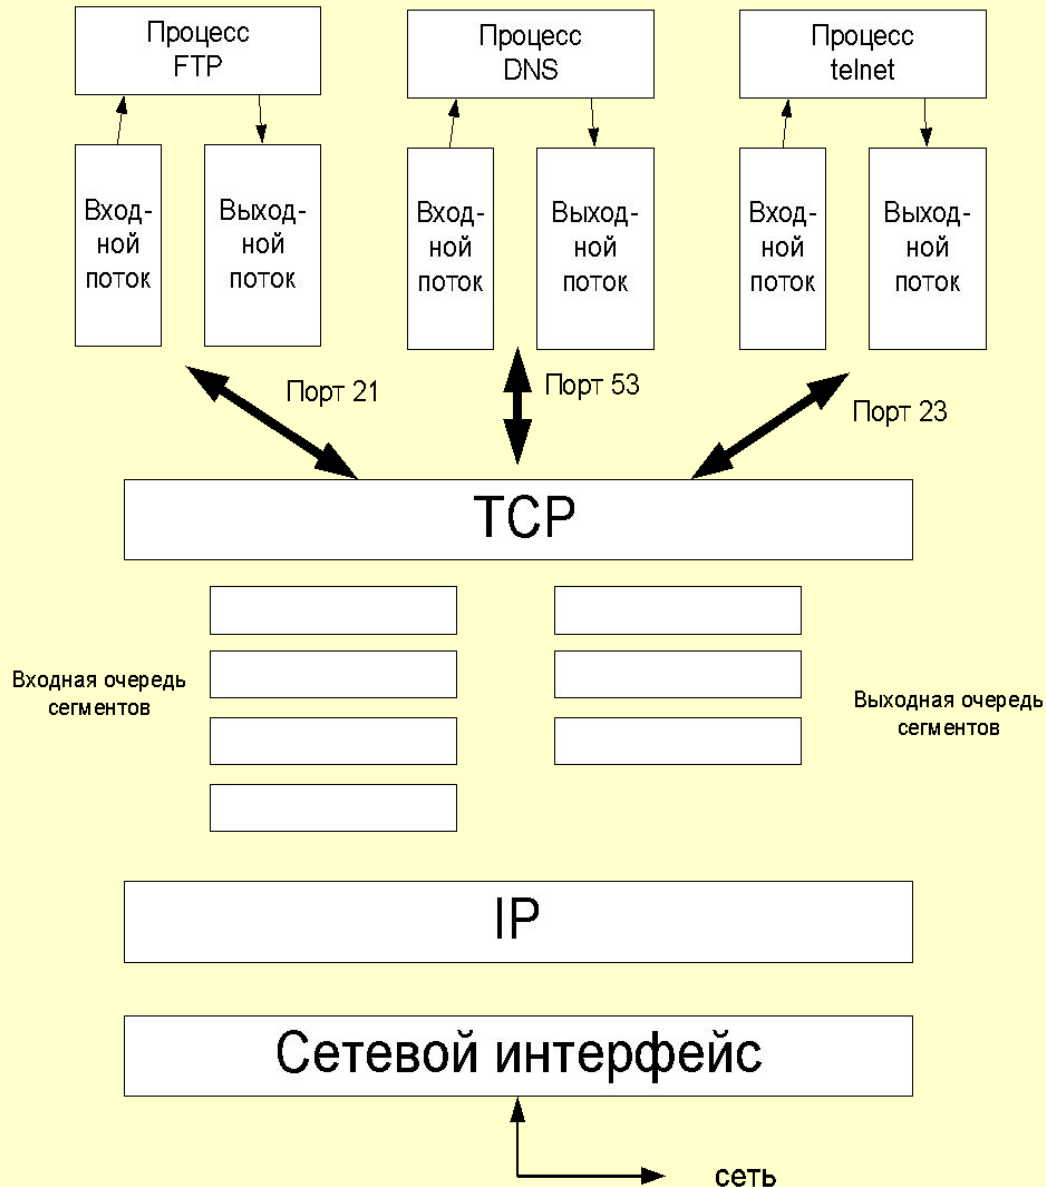 Процесс
FTP
Процесс
DNS
Процесс
telnet
Вход-
ной
поток
Выход-
ной
поток
Вход-
ной
поток
Выход-
ной
поток
Вход-
ной
поток
Выход-
ной
поток
Порт 21
Порт 53
Порт 23
TCP
Входная очередь
сегментов
Выходная очередь
сегментов
IP
Сетевой интерфейс
сеть